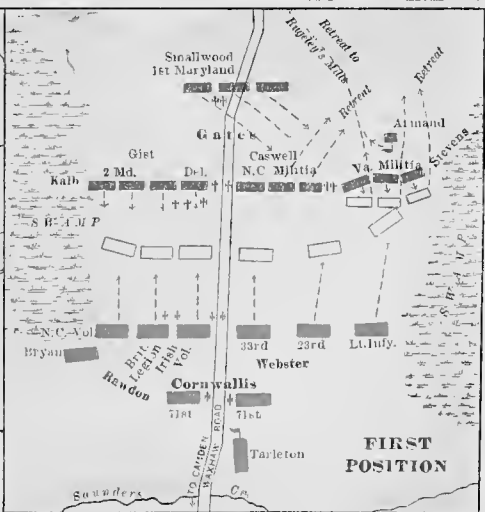 Smallwood
1st Maryland
Retreat to
Rugeley's Mills
Retreat
Retreat
Gates
Armand
Gist
Caswell
Kalb
2 Md.
Del.
N.C Militia
Va. Militia
Stevens
SWAMP
SWAMP
N.C. Vol.
Brit.
Legion
Irish
Vol.
33rd
23rd
Lt. Infy.
Bryan
Rawdon
Webster
Cornwallis
71st
71st
TO CAMDEN
WAXHAW ROAD
Tarleton
FIRST
POSITION
Saunders Cr.